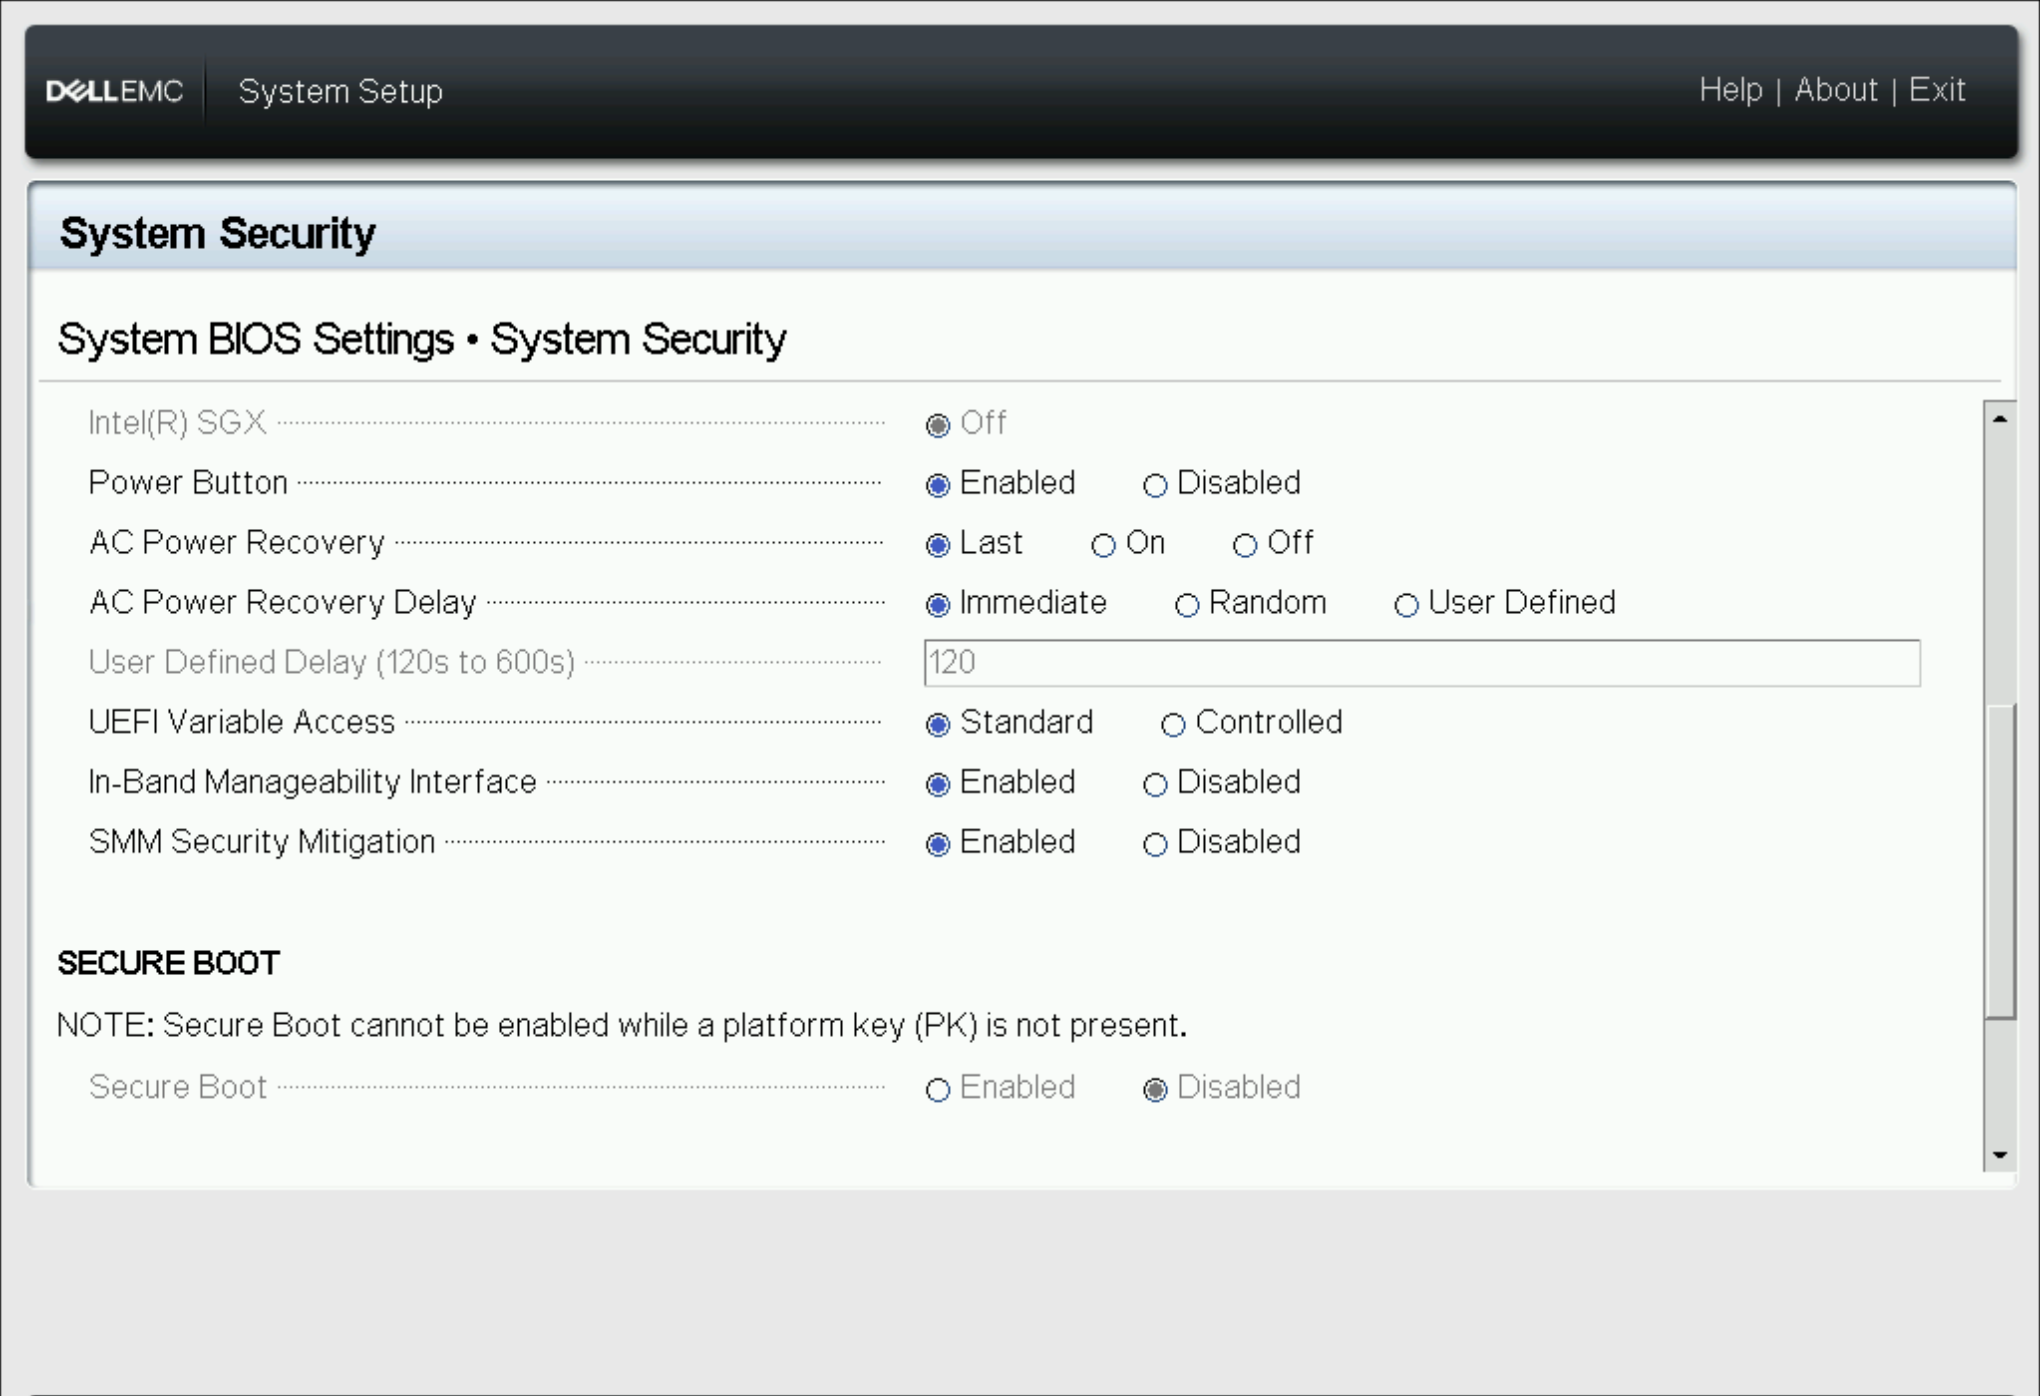 DELLEMC System Setup Help | About | Exit
System Security
System BIOS Settings • System Security
Intel(R) SGX Off
Power Button Enabled Disabled
AC Power Recovery Last On Off
AC Power Recovery Delay Immediate Random User Defined
User Defined Delay (120s to 600s) 120
UEFI Variable Access Standard Controlled
In-Band Manageability Interface Enabled Disabled
SMM Security Mitigation Enabled Disabled
SECURE BOOT
NOTE: Secure Boot cannot be enabled while a platform key (PK) is not present.
Secure Boot Enabled Disabled